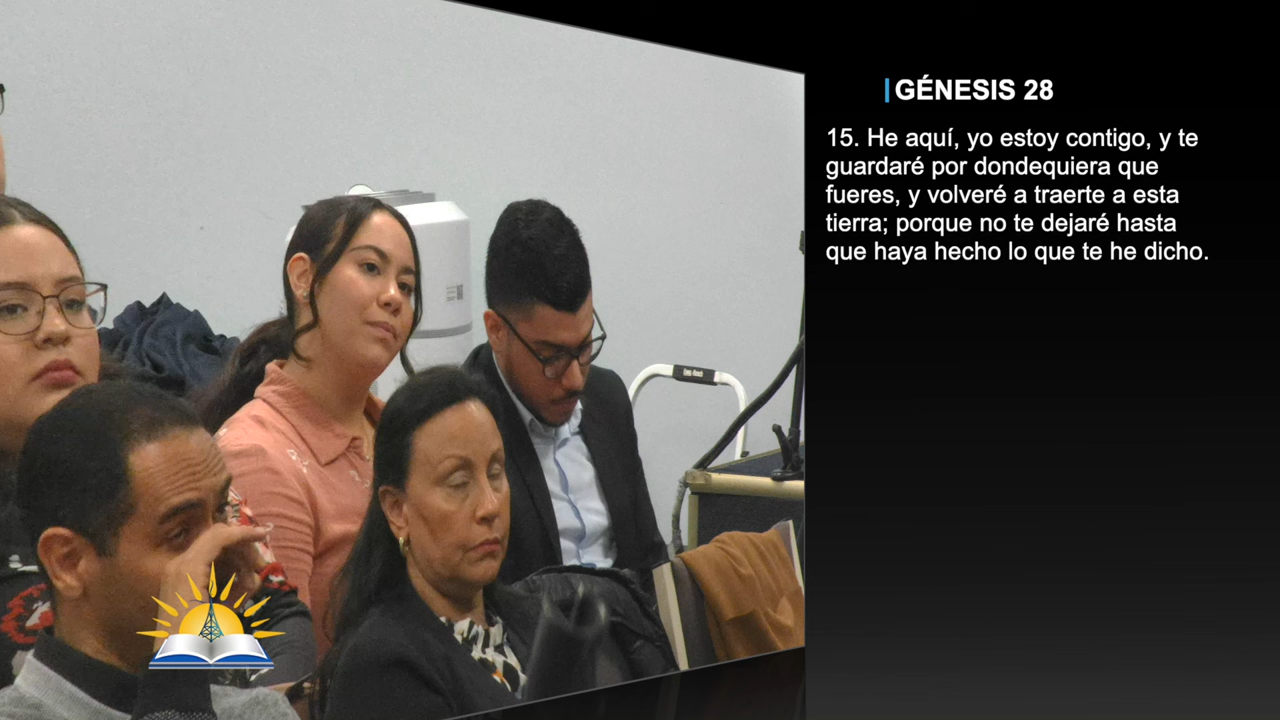 GÉNESIS 28
15. He aquí, yo estoy contigo, y te
guardaré por dondequiera que
fueres, y volveré a traerte a esta
tierra; porque no te dejaré hasta
que haya hecho lo que te he dicho.